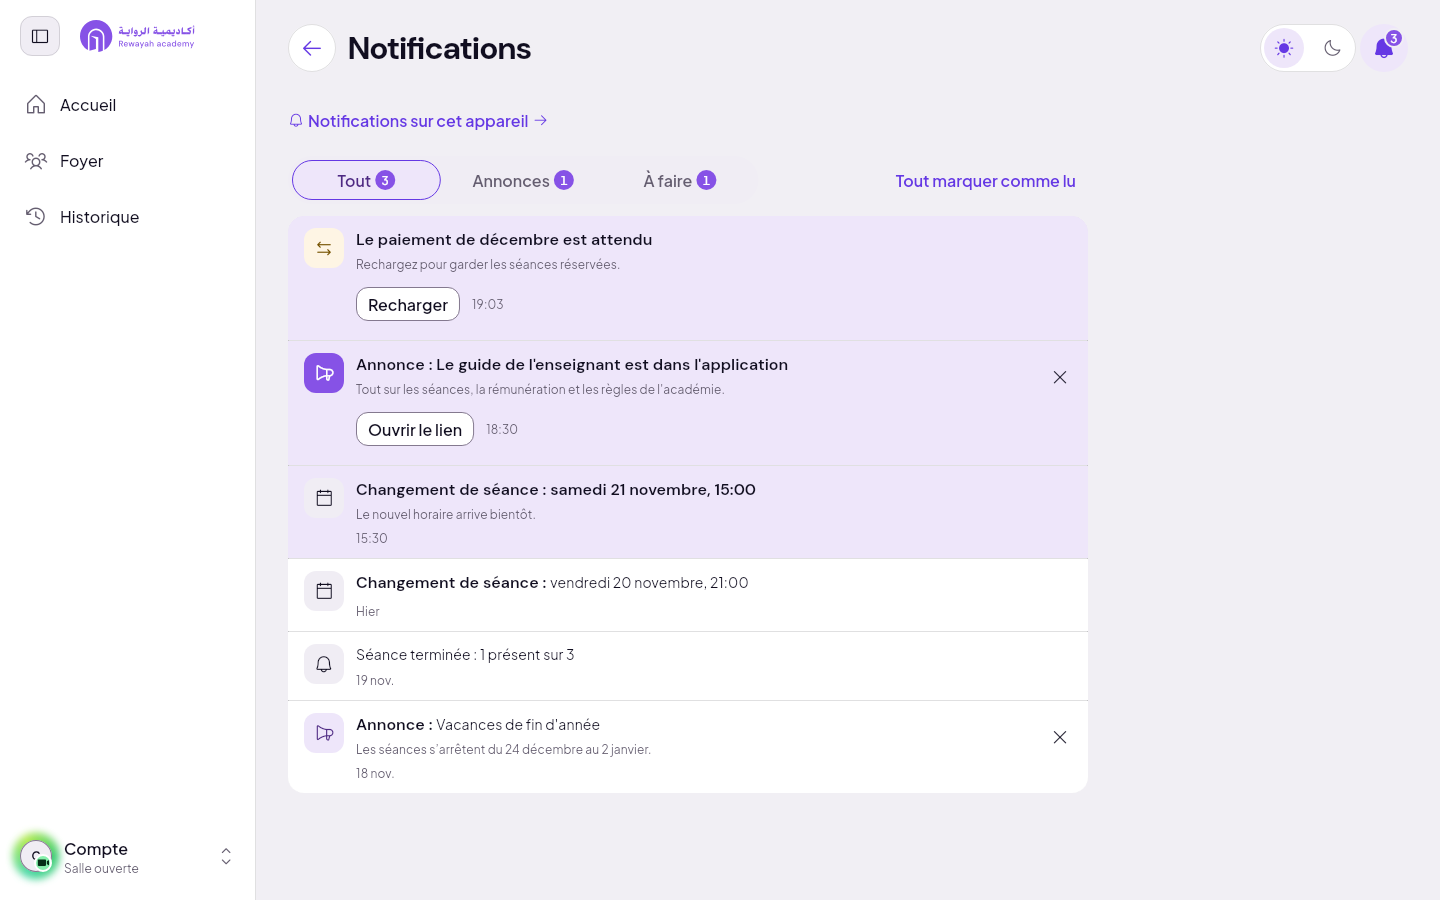 أكاديمية الرواية
Rewayah academy
Accueil
Foyer
Historique
Compte
Salle ouverte
Notifications
3
Notifications sur cet appareil
Tout 3
Annonces 1
À faire 1
Tout marquer comme lu
Le paiement de décembre est attendu
Rechargez pour garder les séances réservées.
Recharger 19:03
Annonce : Le guide de l'enseignant est dans l'application
Tout sur les séances, la rémunération et les règles de l'académie.
Ouvrir le lien 18:30
Changement de séance : samedi 21 novembre, 15:00
Le nouvel horaire arrive bientôt.
15:30
Changement de séance : vendredi 20 novembre, 21:00
Hier
Séance terminée : 1 présent sur 3
19 nov.
Annonce : Vacances de fin d'année
Les séances s'arrêtent du 24 décembre au 2 janvier.
18 nov.